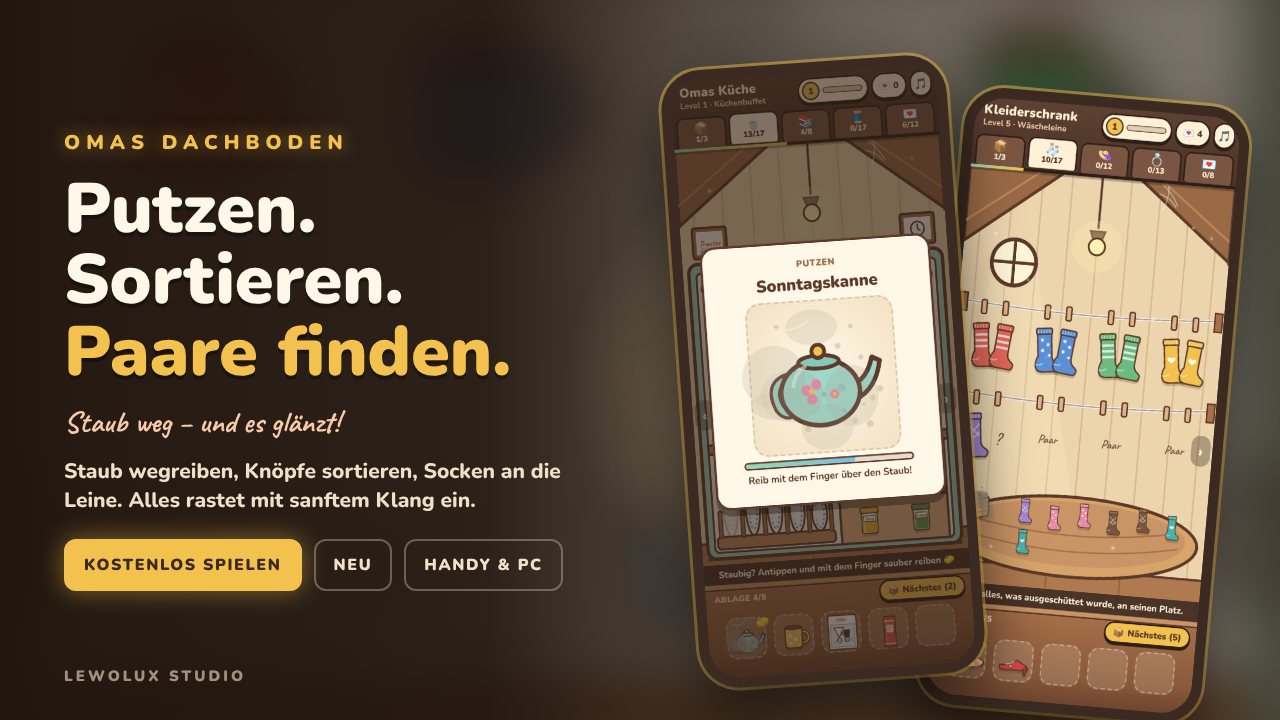 OMAS DACHBODEN
Putzen.
Sortieren.
Paare finden.
Staub weg – und es glänzt!
Staub wegreiben, Knöpfe sortieren, Socken an die
Leine. Alles rastet mit sanftem Klang ein.
KOSTENLOS SPIELEN
NEU
HANDY & PC
LEWOLUX STUDIO
Omas Küche
Level 1 · Küchenbuffet
1
0
1/3
13/17
4/8
0/17
6/12
PUTZEN
Sonntagskanne
Reib mit dem Finger über den Staub!
Staubig? Antippen und mit dem Finger sauber reiben
ABLAGE 4/5
Nächstes (2)
Kleiderschrank
Level 5 · Wäscheleine
1
4
1/3
10/17
0/12
0/13
0/8
?
Paar
Paar
Paar
alles, was ausgeschüttet wurde, an seinen Platz.
/5
Nächstes (5)